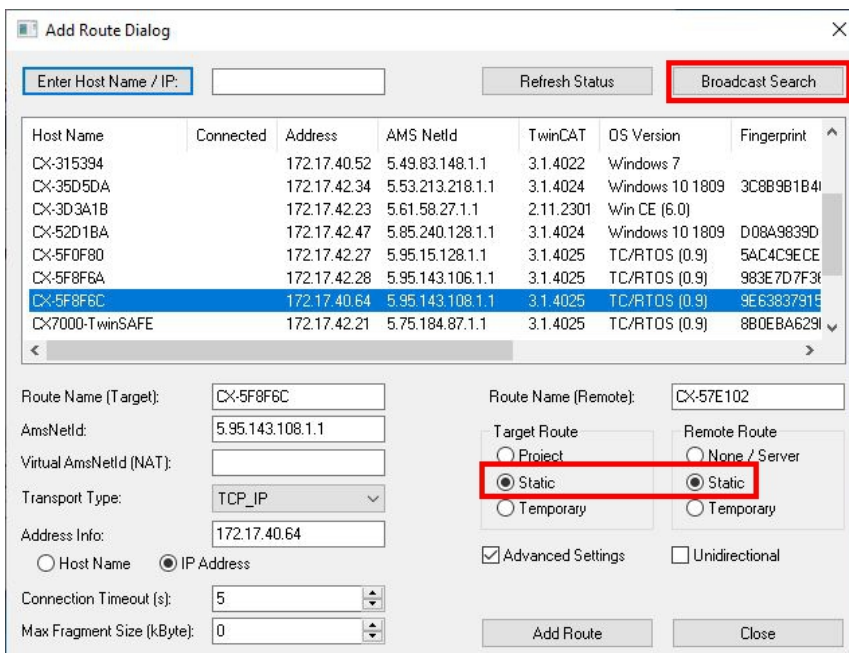 Add Route Dialog
Enter Host Name / IP: Refresh Status Broadcast Search
Host Name Connected Address AMS NetId TwinCAT OS Version Fingerprint
CX-315394 172.17.40.52 5.49.83.148.1.1 3.1.4022 Windows 7
CX-35D5DA 172.17.42.34 5.53.213.218.1.1 3.1.4024 Windows 10 1809 3C8B9B1B4
CX-3D3A1B 172.17.42.23 5.61.58.27.1.1 2.11.2301 Win CE (6.0)
CX-52D1BA 172.17.42.47 5.85.240.128.1.1 3.1.4024 Windows 10 1809 D08A9839D
CX-5F0F80 172.17.42.27 5.95.15.128.1.1 3.1.4025 TC/RTOS (0.9) 5AC4C9ECE
CX-5F8F6A 172.17.42.28 5.95.143.106.1.1 3.1.4025 TC/RTOS (0.9) 983E7D7F3
CX-5F8F6C 172.17.40.64 5.95.143.108.1.1 3.1.4025 TC/RTOS (0.9) 9E63837915
CX7000-TwinSAFE 172.17.42.21 5.75.184.87.1.1 3.1.4025 TC/RTOS (0.9) 8B0EBA629
Route Name (Target): CX-5F8F6C Route Name (Remote): CX-57E102
AmsNetId: 5.95.143.108.1.1 Target Route Remote Route
Virtual AmsNetId (NAT): Project None / Server
Transport Type: TCP_IP Static Static
Address Info: 172.17.40.64 Temporary Temporary
Host Name IP Address Advanced Settings Unidirectional
Connection Timeout (s): 5
Max Fragment Size (kByte): 0 Add Route Close